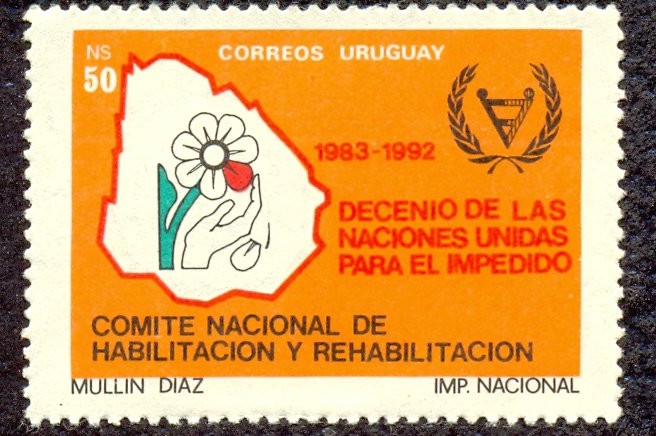 NS
50
CORREOS URUGUAY
1983-1992
DECENIO DE LAS
NACIONES UNIDAS
PARA EL IMPEDIDO
COMITE NACIONAL DE
HABILITACION Y REHABILITACION
MULLIN DIAZ IMP. NACIONAL